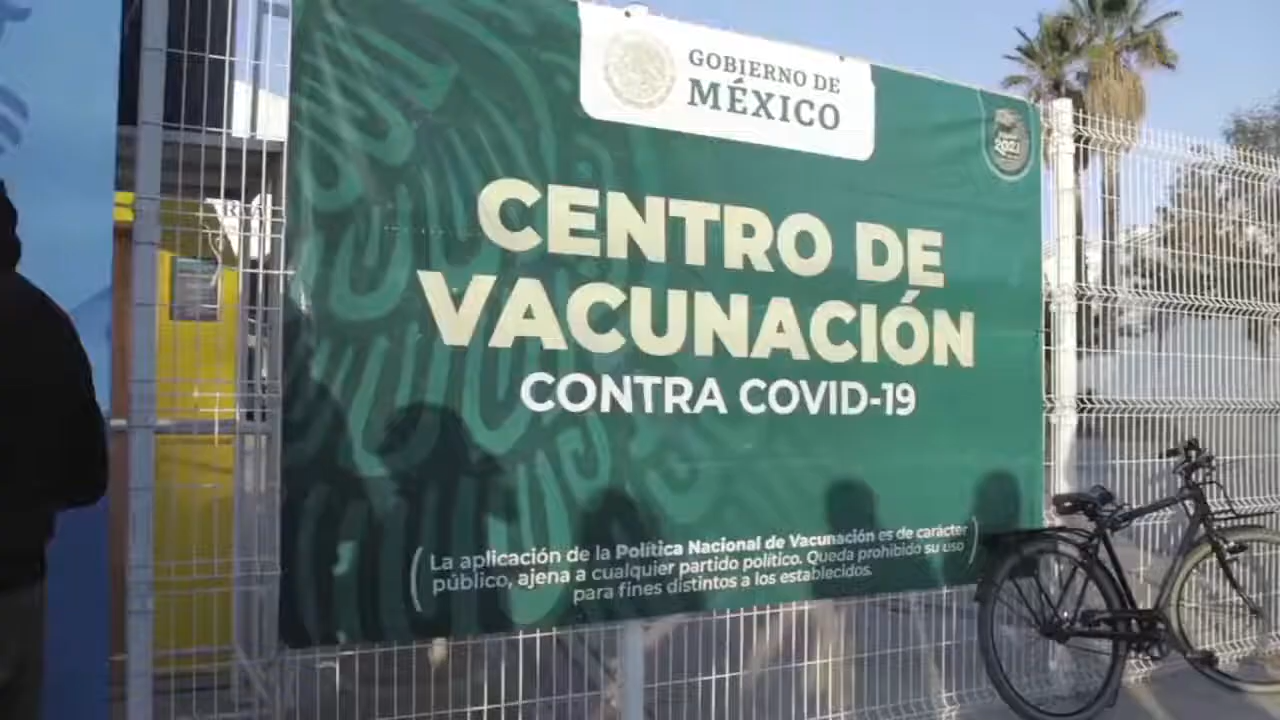 GOBIERNO DE
MÉXICO
2021
CENTRO DE
VACUNACIÓN
CONTRA COVID-19
(La aplicación de la Política Nacional de Vacunación es de carácter
público, ajena a cualquier partido político. Queda prohibido su uso
para fines distintos a los establecidos.)